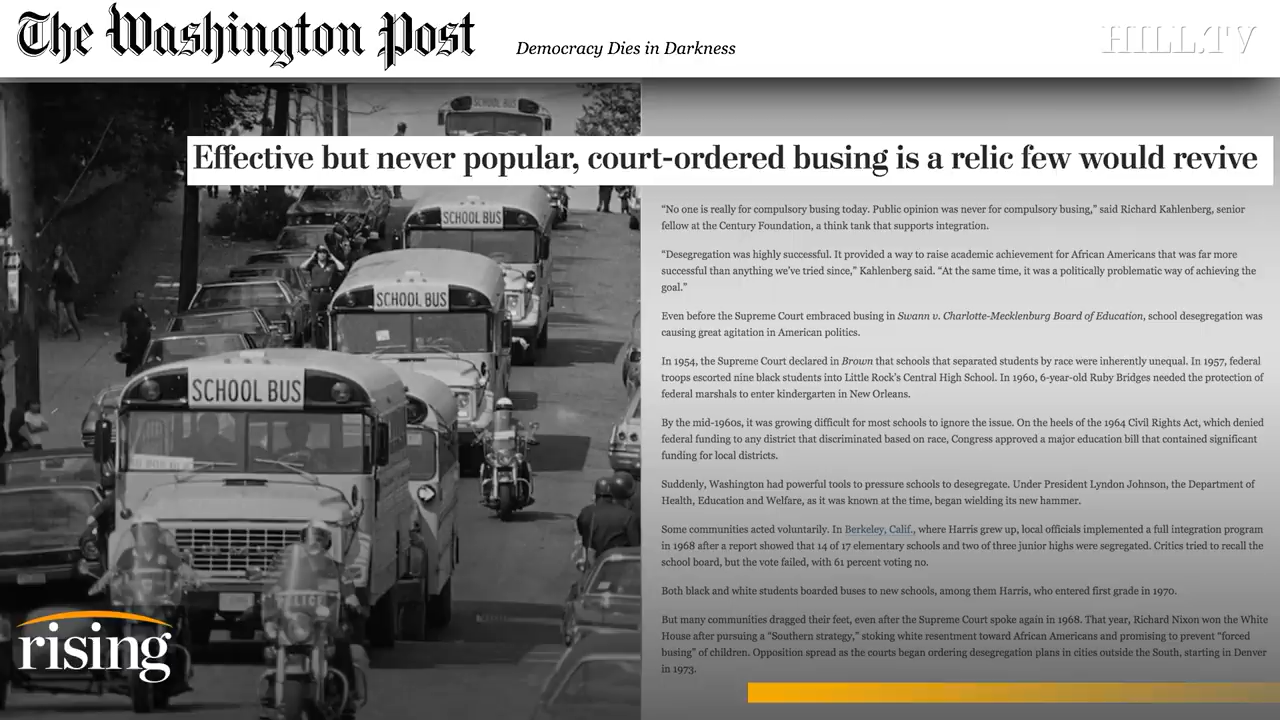 The Washington Post
Democracy Dies in Darkness
HILL.TV
Effective but never popular, court-ordered busing is a relic few would revive
SCHOOL BUS
SCHOOL BUS
SCHOOL BUS
SCHOOL BUS
POLICE
rising
“No one is really for compulsory busing today. Public opinion was never for compulsory busing,” said Richard Kahlenberg, senior
fellow at the Century Foundation, a think tank that supports integration.
“Desegregation was highly successful. It provided a way to raise academic achievement for African Americans that was far more
successful than anything we’ve tried since,” Kahlenberg said. “At the same time, it was a politically problematic way of achieving the
goal.”
Even before the Supreme Court embraced busing in Swann v. Charlotte-Mecklenburg Board of Education, school desegregation was
causing great agitation in American politics.
In 1954, the Supreme Court declared in Brown that schools that separated students by race were inherently unequal. In 1957, federal
troops escorted nine black students into Little Rock’s Central High School. In 1960, 6-year-old Ruby Bridges needed the protection of
federal marshals to enter kindergarten in New Orleans.
By the mid-1960s, it was growing difficult for most schools to ignore the issue. On the heels of the 1964 Civil Rights Act, which denied
federal funding to any district that discriminated based on race, Congress approved a major education bill that contained significant
funding for local districts.
Suddenly, Washington had powerful tools to pressure schools to desegregate. Under President Lyndon Johnson, the Department of
Health, Education and Welfare, as it was known at the time, began wielding its new hammer.
Some communities acted voluntarily. In Berkeley, Calif., where Harris grew up, local officials implemented a full integration program
in 1968 after a report showed that 14 of 17 elementary schools and two of three junior highs were segregated. Critics tried to recall the
school board, but the vote failed, with 61 percent voting no.
Both black and white students boarded buses to new schools, among them Harris, who entered first grade in 1970.
But many communities dragged their feet, even after the Supreme Court spoke again in 1968. That year, Richard Nixon won the White
House after pursuing a “Southern strategy,” stoking white resentment toward African Americans and promising to prevent “forced
busing” of children. Opposition spread as the courts began ordering desegregation plans in cities outside the South, starting in Denver
in 1973.